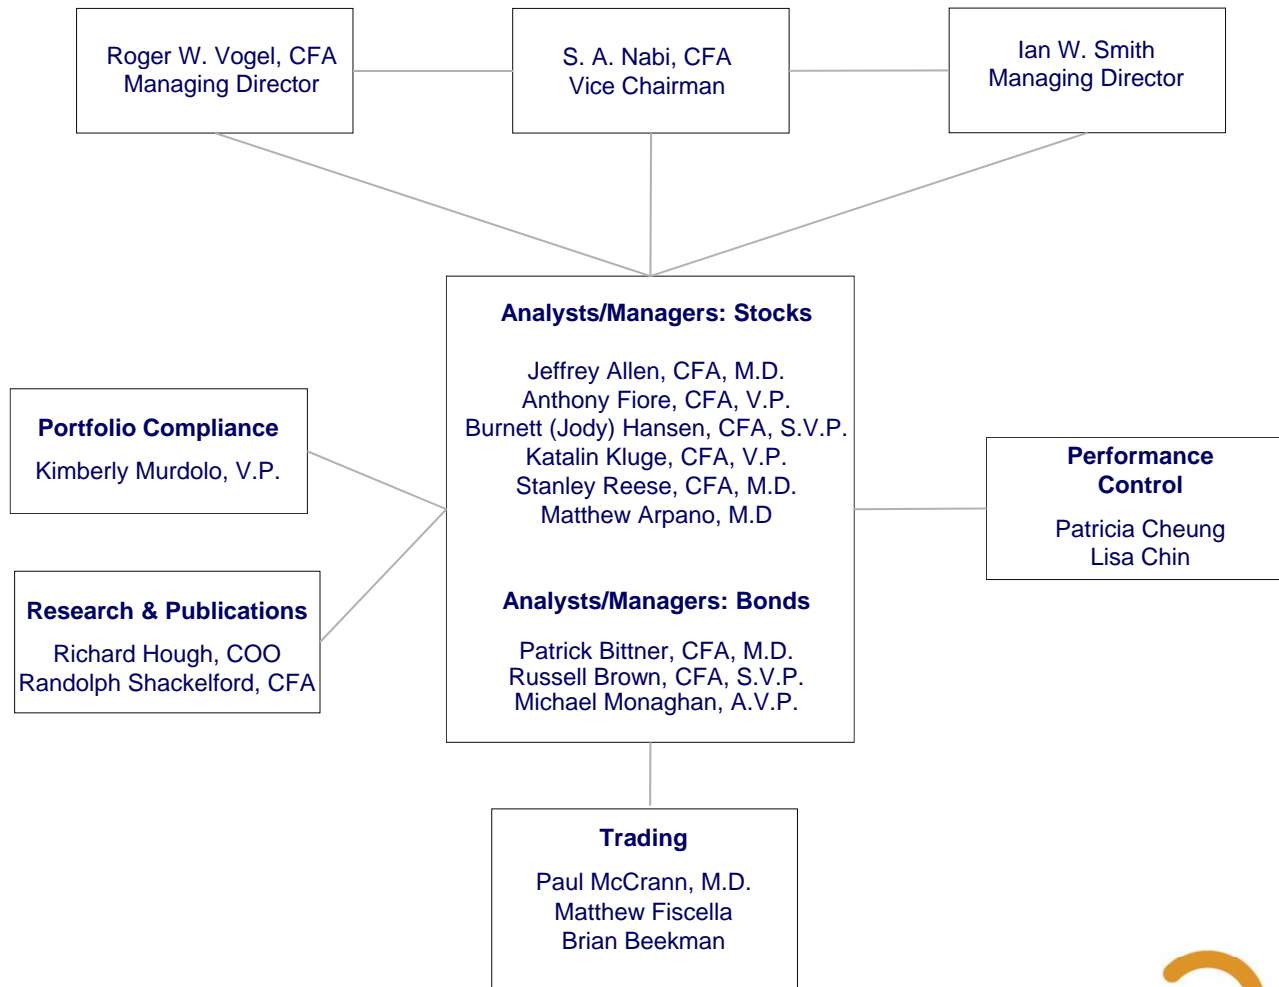 Roger W. Vogel, CFA
Managing Director
S. A. Nabi, CFA
Vice Chairman
Ian W. Smith
Managing Director
Analysts/Managers: Stocks
Jeffrey Allen, CFA, M.D.
Anthony Fiore, CFA, V.P.
Burnett (Jody) Hansen, CFA, S.V.P.
Katalin Kluge, CFA, V.P.
Stanley Reese, CFA, M.D.
Matthew Arpano, M.D
Analysts/Managers: Bonds
Patrick Bittner, CFA, M.D.
Russell Brown, CFA, S.V.P.
Michael Monaghan, A.V.P.
Portfolio Compliance
Kimberly Murdolo, V.P.
Research & Publications
Richard Hough, COO
Randolph Shackelford, CFA
Performance
Control
Patricia Cheung
Lisa Chin
Trading
Paul McCrann, M.D.
Matthew Fiscella
Brian Beekman